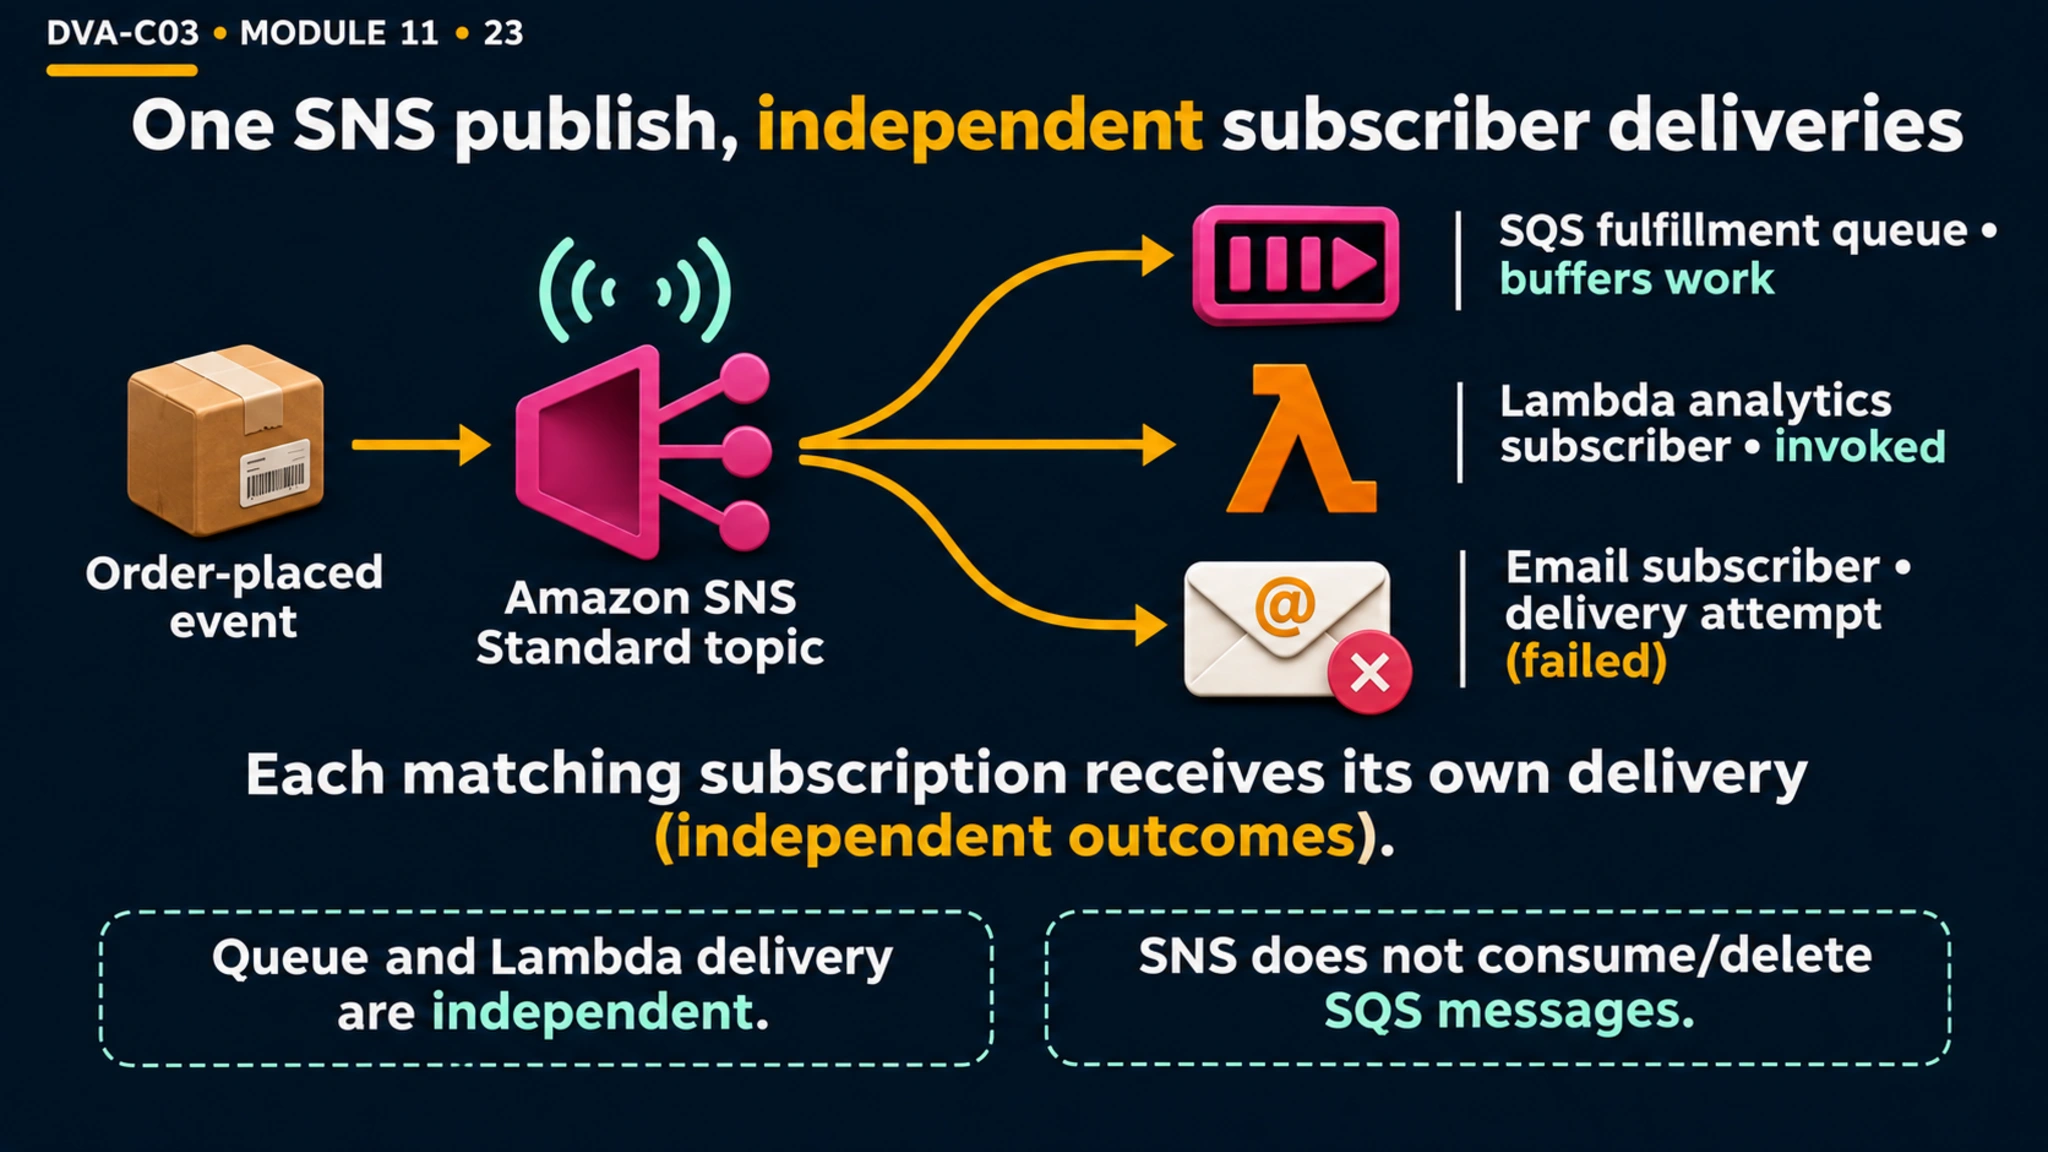 DVA-C03 • MODULE 11 • 23
One SNS publish, independent subscriber deliveries
SQS fulfillment queue •
buffers work
Lambda analytics
subscriber • invoked
Order-placed
event
Amazon SNS
Standard topic
@
Email subscriber •
delivery attempt
(failed)
Each matching subscription receives its own delivery
(independent outcomes).
Queue and Lambda delivery
are independent.
SNS does not consume/delete
SQS messages.